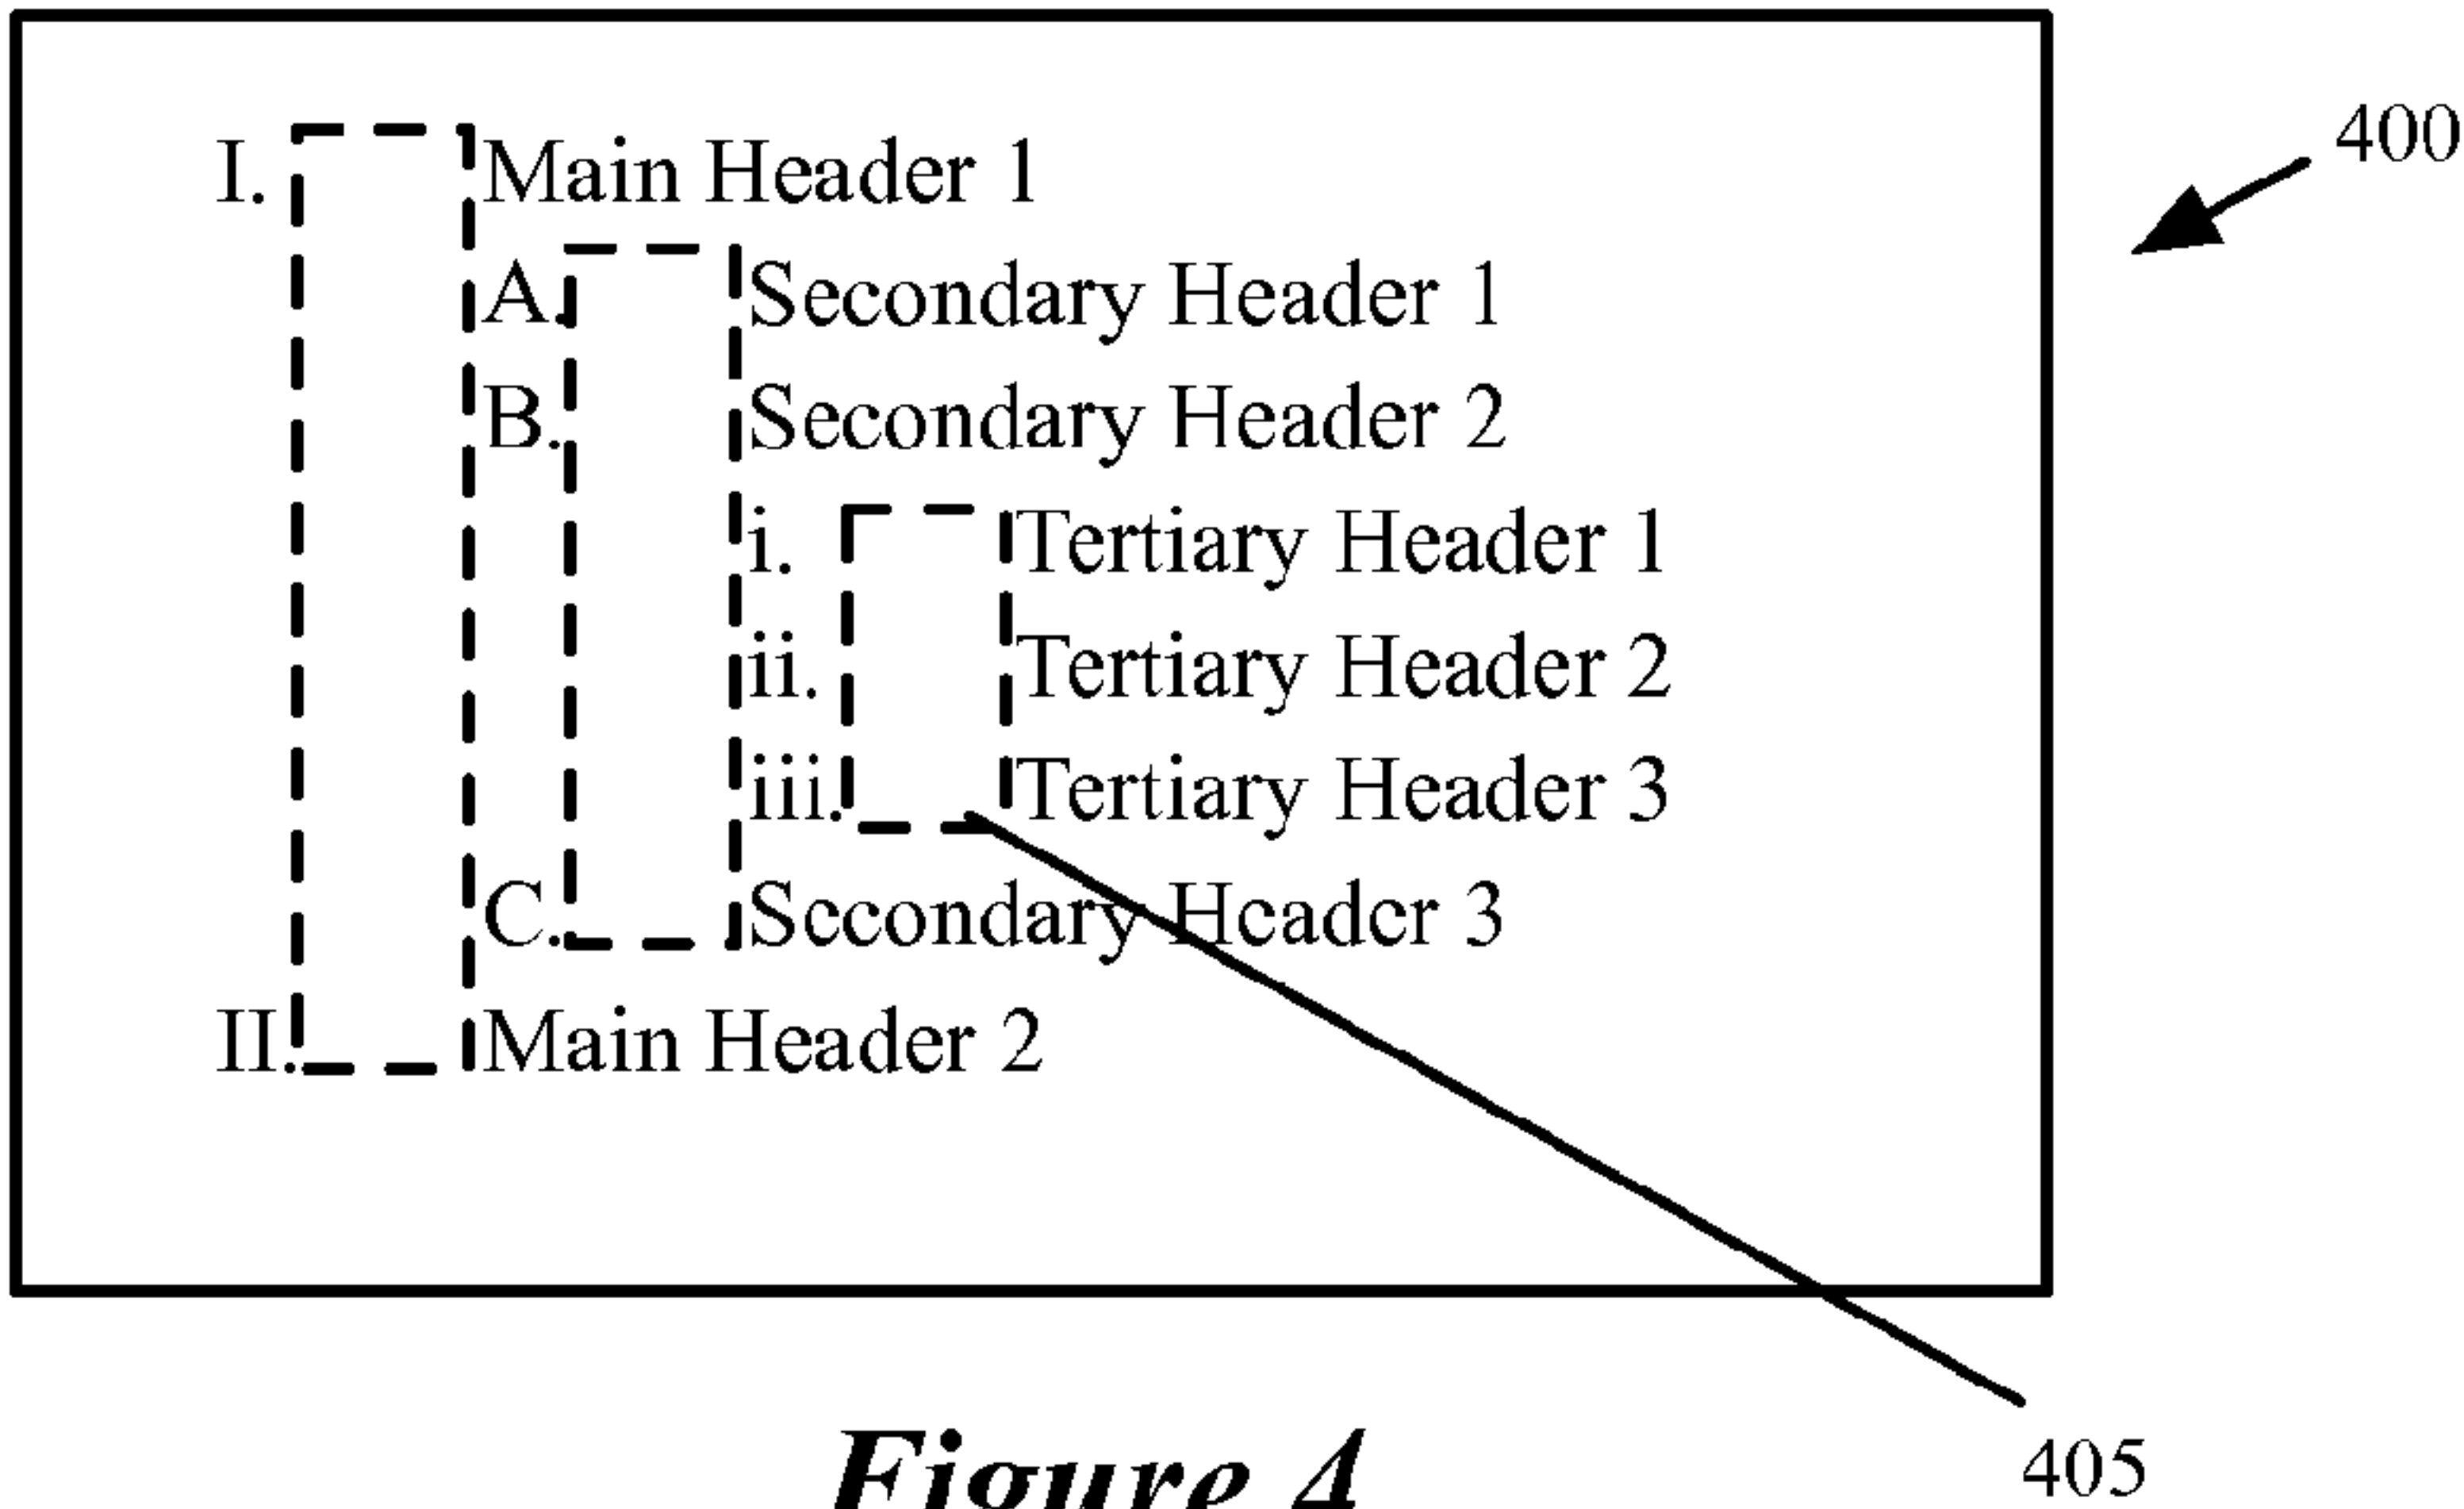 400
I. Main Header 1
A. Secondary Header 1
B. Secondary Header 2
i. Tertiary Header 1
ii. Tertiary Header 2
iii. Tertiary Header 3
C. Secondary Header 3
II. Main Header 2
405
Figure 4